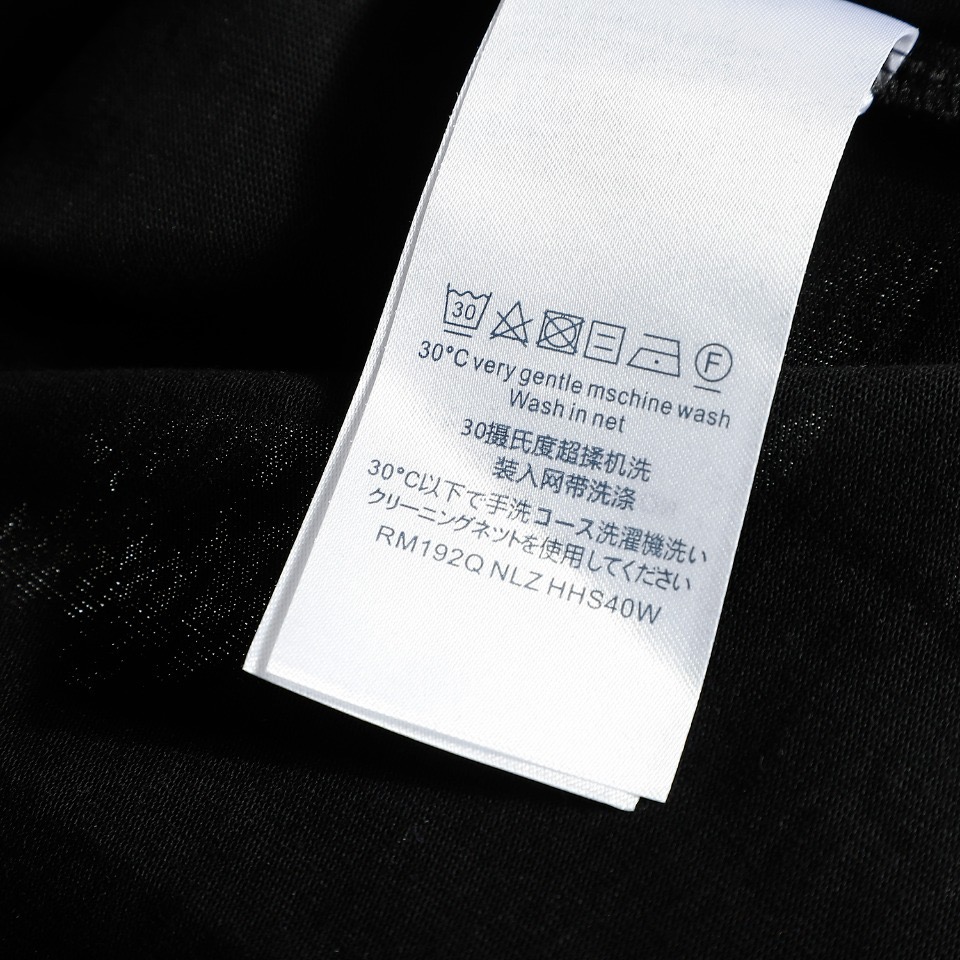 30
F
30°C very gentle mschine wash
Wash in net
30摄氏度超揉机洗
装入网带洗涤
30°C以下で手洗コース洗濯機洗い
クリーニングネットを使用してください
RM192Q NLZ HHS40W